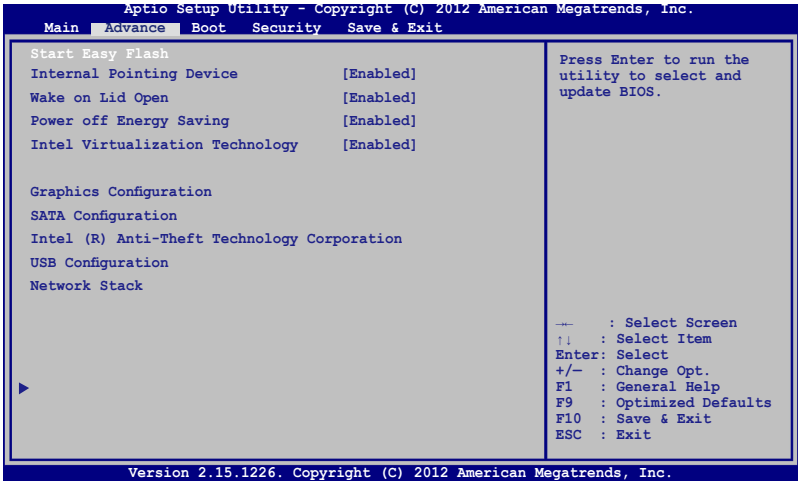 Aptio Setup Utility - Copyright (C) 2012 American Megatrends, Inc.
Main Advance Boot Security Save & Exit
Start Easy Flash
Internal Pointing Device [Enabled]
Wake on Lid Open [Enabled]
Power off Energy Saving [Enabled]
Intel Virtualization Technology [Enabled]
Graphics Configuration
SATA Configuration
Intel (R) Anti-Theft Technology Corporation
USB Configuration
Network Stack
Press Enter to run the
utility to select and
update BIOS.
→← : Select Screen
↑↓ : Select Item
Enter: Select
+/— : Change Opt.
F1 : General Help
F9 : Optimized Defaults
F10 : Save & Exit
ESC : Exit
Version 2.15.1226. Copyright (C) 2012 American Megatrends, Inc.